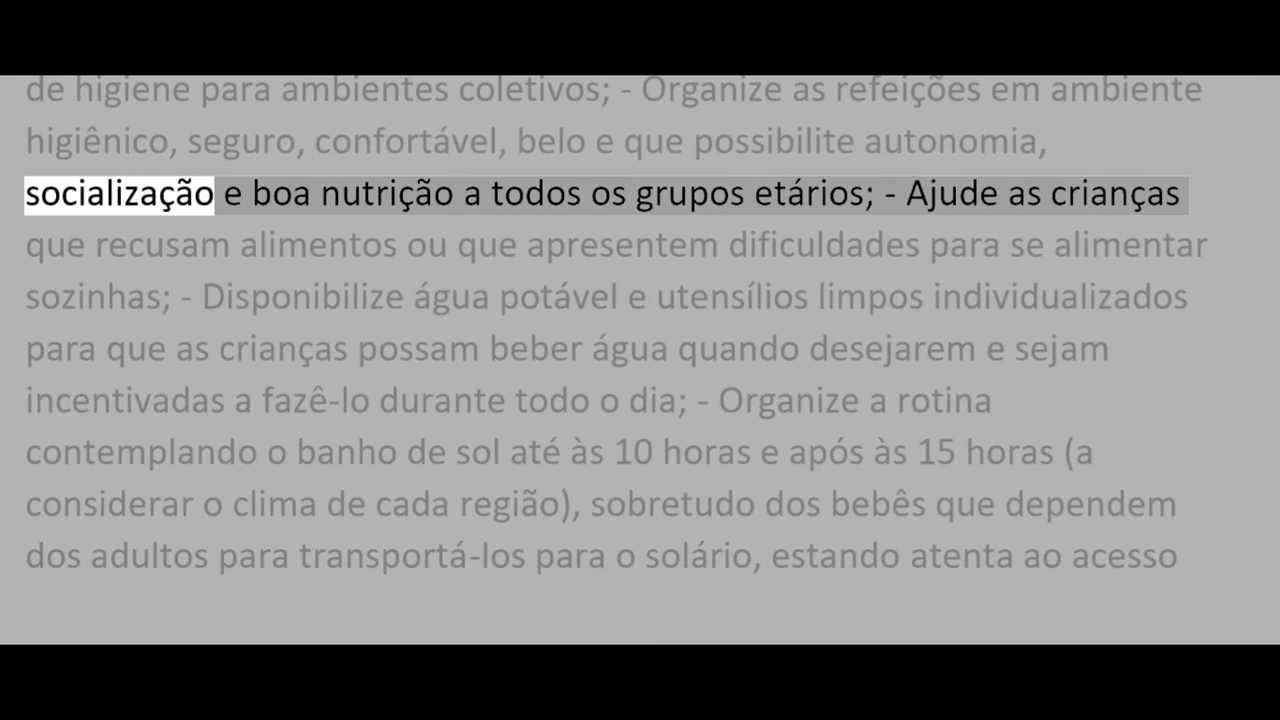 de higiene para ambientes coletivos; - Organize as refeições em ambiente
higiênico, seguro, confortável, belo e que possibilite autonomia,
socialização e boa nutrição a todos os grupos etários; - Ajude as crianças
que recusam alimentos ou que apresentem dificuldades para se alimentar
sozinhas; - Disponibilize água potável e utensílios limpos individualizados
para que as crianças possam beber água quando desejarem e sejam
incentivadas a fazê-lo durante todo o dia; - Organize a rotina
contemplando o banho de sol até às 10 horas e após às 15 horas (a
considerar o clima de cada região), sobretudo dos bebês que dependem
dos adultos para transportá-los para o solário, estando atenta ao acesso